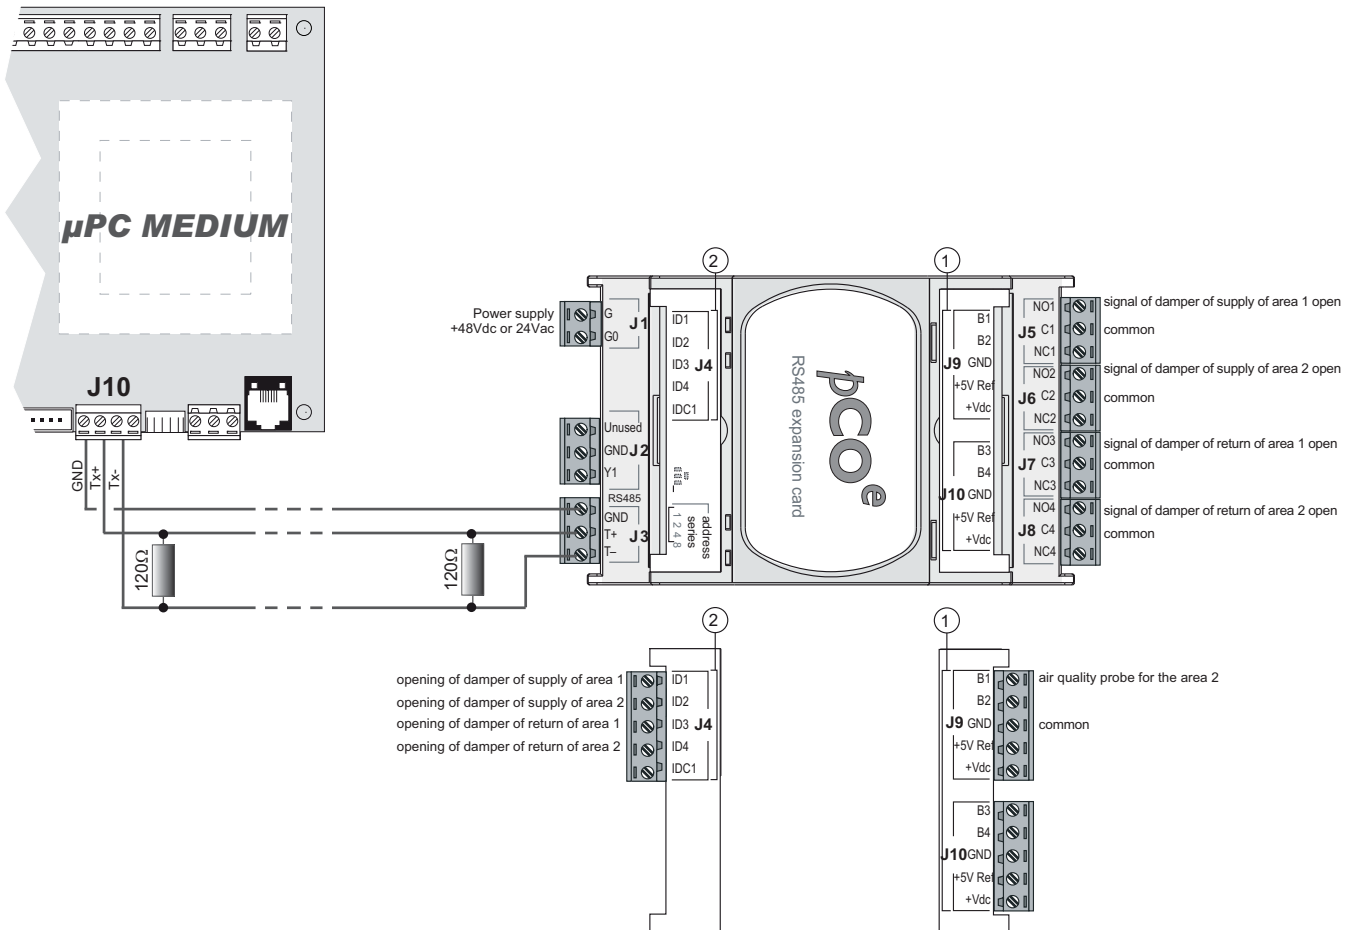 µPC MEDIUM
J10
GND
Tx+
Tx-
120Ω
120Ω
Power supply
+48Vdc or 24Vac
G
G0
J1
Unused
GND
Y1
J2
RS485
GND
T+
T–
J3
2
ID1
ID2
ID3
ID4
IDC1
J4
address
series
1 2 4 8
pCOe
RS485 expansion card
1
B1
B2
J9 GND
+5V Ref
+Vdc
B3
B4
J10 GND
+5V Ref
+Vdc
NO1
J5 C1
NC1
NO2
J6 C2
NC2
NO3
J7 C3
NC3
NO4
J8 C4
NC4
signal of damper of supply of area 1 open
common
signal of damper of supply of area 2 open
common
signal of damper of return of area 1 open
common
signal of damper of return of area 2 open
common
2
opening of damper of supply of area 1
opening of damper of supply of area 2
opening of damper of return of area 1
opening of damper of return of area 2
ID1
ID2
ID3 J4
ID4
IDC1
1
B1
B2
J9 GND
+5V Ref
+Vdc
air quality probe for the area 2
common
B3
B4
J10 GND
+5V Ref
+Vdc